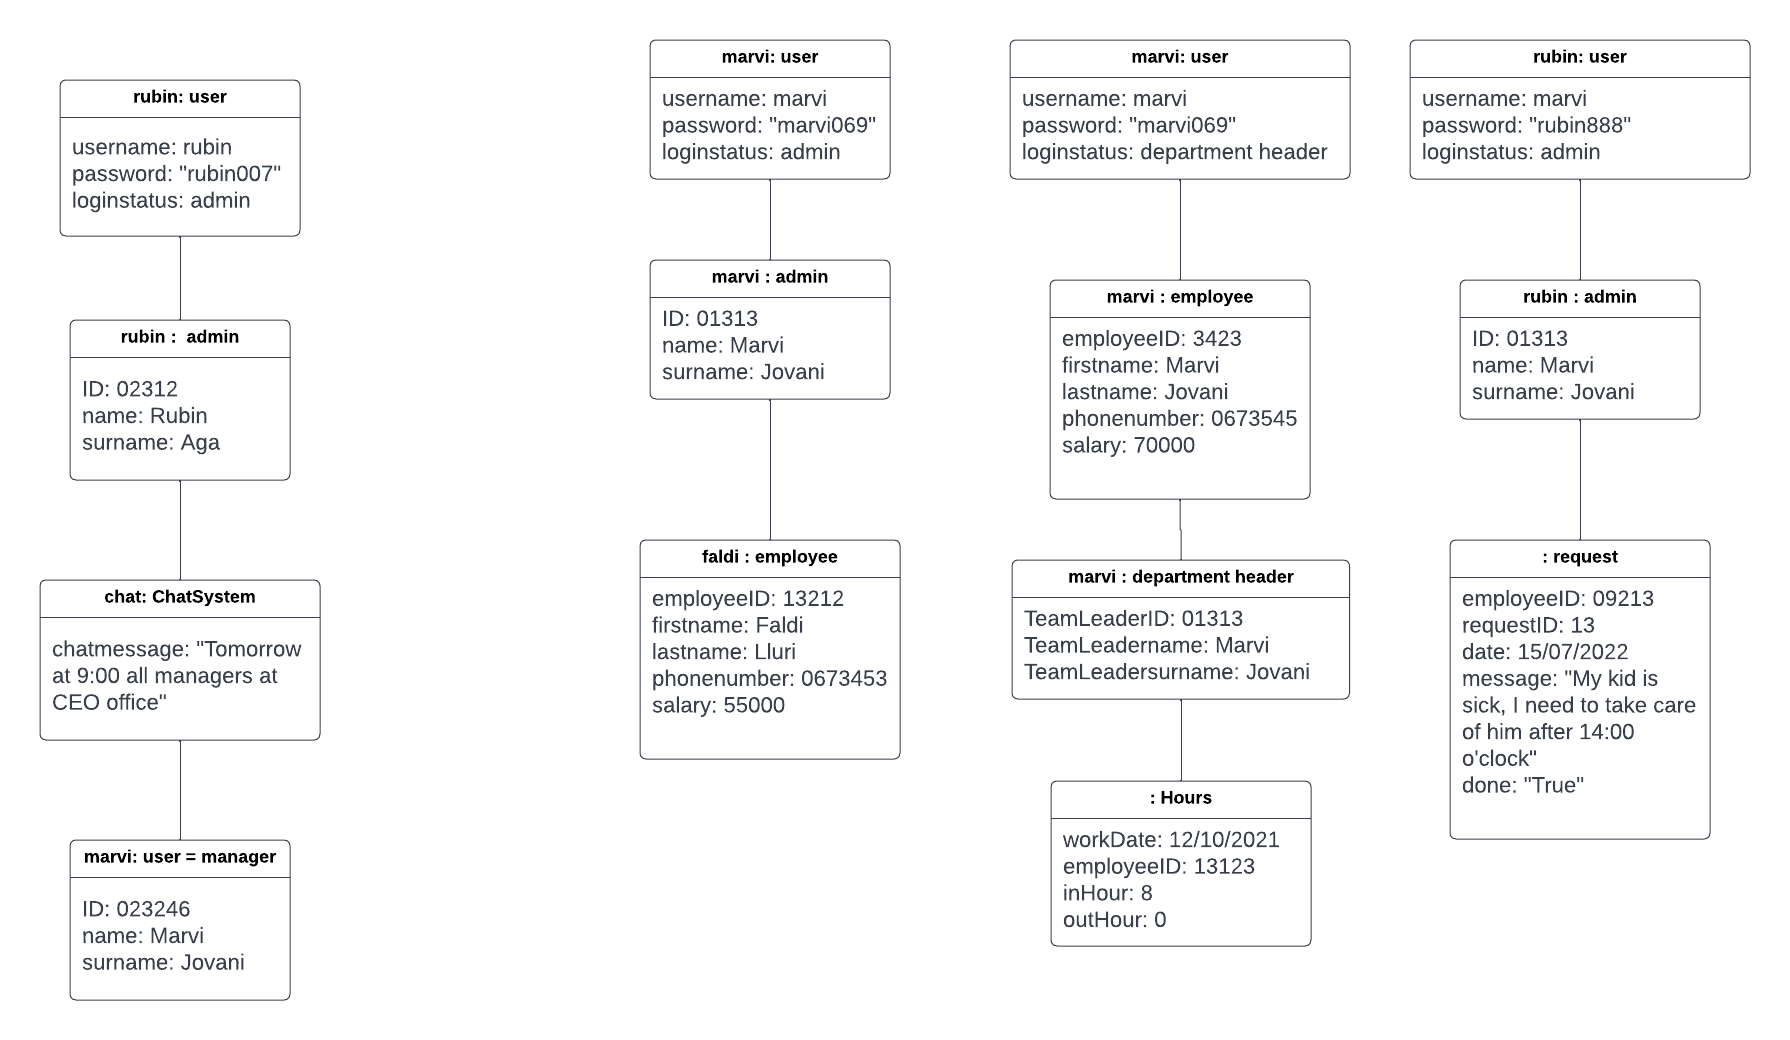 rubin: user
username: rubin
password: "rubin007"
loginstatus: admin
rubin :  admin
ID: 02312
name: Rubin
surname: Aga
chat: ChatSystem
chatmessage: "Tomorrow
at 9:00 all managers at
CEO office"
marvi: user = manager
ID: 023246
name: Marvi
surname: Jovani
marvi: user
username: marvi
password: "marvi069"
loginstatus: admin
marvi : admin
ID: 01313
name: Marvi
surname: Jovani
faldi : employee
employeeID: 13212
firstname: Faldi
lastname: Lluri
phonenumber: 0673453
salary: 55000
marvi: user
username: marvi
password: "marvi069"
loginstatus: department header
marvi : employee
employeeID: 3423
firstname: Marvi
lastname: Jovani
phonenumber: 0673545
salary: 70000
marvi : department header
TeamLeaderID: 01313
TeamLeadername: Marvi
TeamLeadersurname: Jovani
: Hours
workDate: 12/10/2021
employeeID: 13123
inHour: 8
outHour: 0
rubin: user
username: marvi
password: "rubin888"
loginstatus: admin
rubin : admin
ID: 01313
name: Marvi
surname: Jovani
: request
employeeID: 09213
requestID: 13
date: 15/07/2022
message: "My kid is
sick, I need to take care
of him after 14:00
o'clock"
done: "True"